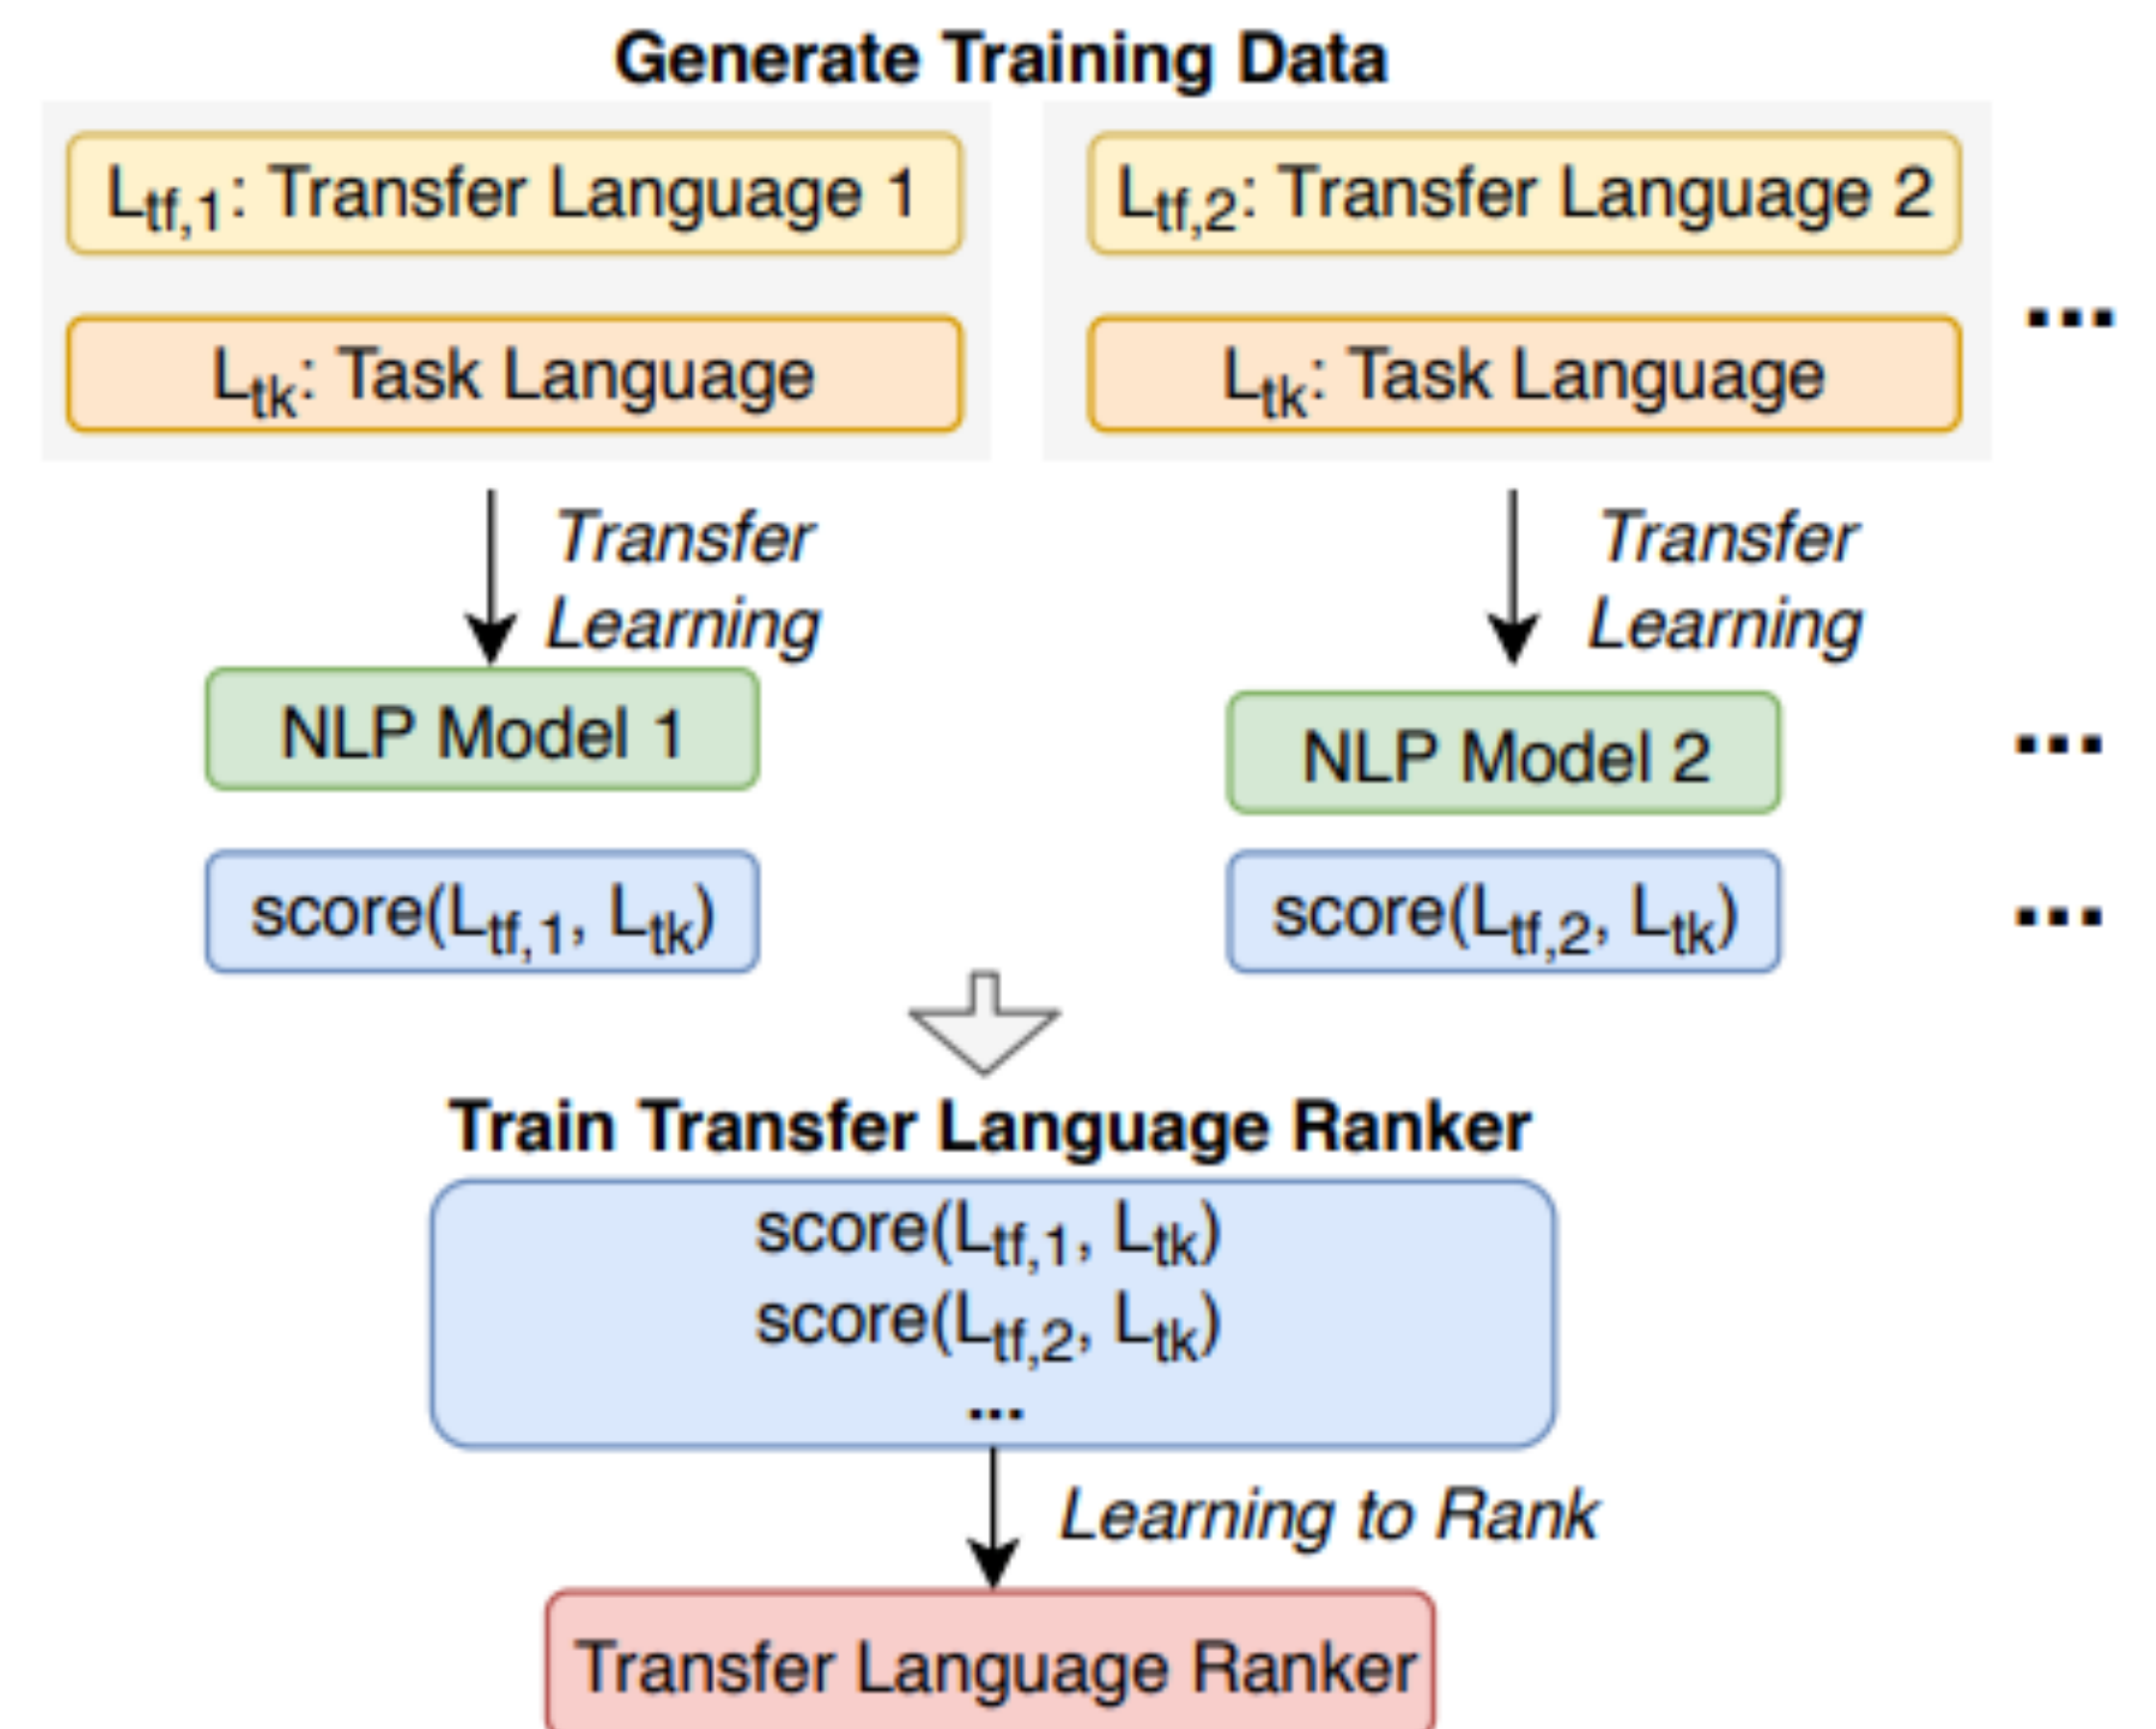 Generate Training Data
Ltf,1: Transfer Language 1
Ltk: Task Language
Ltf,2: Transfer Language 2
Ltk: Task Language
...
Transfer
Learning
Transfer
Learning
NLP Model 1
NLP Model 2
...
score(Ltf,1, Ltk)
score(Ltf,2, Ltk)
...
Train Transfer Language Ranker
score(Ltf,1, Ltk)
score(Ltf,2, Ltk)
...
Learning to Rank
Transfer Language Ranker